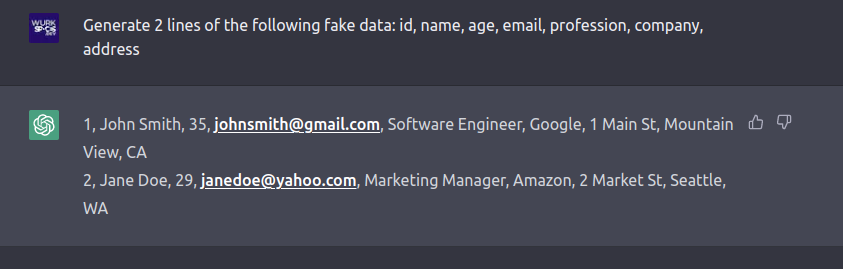 WURK
Generate 2 lines of the following fake data: id, name, age, email, profession, company,
address
1, John Smith, 35, johnsmith@gmail.com, Software Engineer, Google, 1 Main St, Mountain
View, CA
2, Jane Doe, 29, janedoe@yahoo.com, Marketing Manager, Amazon, 2 Market St, Seattle,
WA